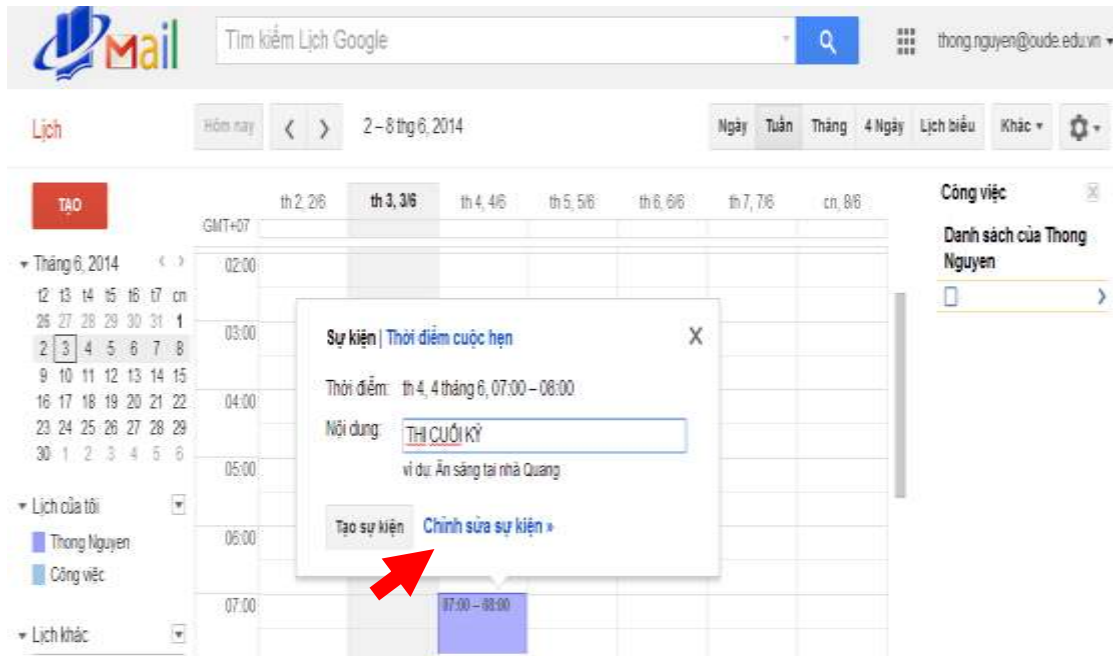 Mail
Tìm kiếm Lịch Google
thong.nguyen@oude.edu.vn
Lịch
Hôm nay
2 – 8 thg 6, 2014
Ngày Tuần Tháng 4 Ngày Lịch biểu Khác
TẠO
th 2, 2/6 th 3, 3/6 th 4, 4/6 th 5, 5/6 th 6, 6/6 th 7, 7/6 cn, 8/6
GMT+07
Công việc
Danh sách của Thong
Nguyen
Tháng 6, 2014
t2 t3 t4 t5 t6 t7 cn
26 27 28 29 30 31 1
2 3 4 5 6 7 8
9 10 11 12 13 14 15
16 17 18 19 20 21 22
23 24 25 26 27 28 29
30 1 2 3 4 5 6
Lịch của tôi
Thong Nguyen
Công việc
Lịch khác
02:00
03:00
04:00
05:00
06:00
07:00
Sự kiện | Thời điểm cuộc hẹn
X
Thời điểm: th 4, 4 tháng 6, 07:00 – 08:00
Nội dung: THI CUỐI KỲ
ví dụ: Ăn sáng tại nhà Quang
Tạo sự kiện Chỉnh sửa sự kiện »
07:00 – 08:00